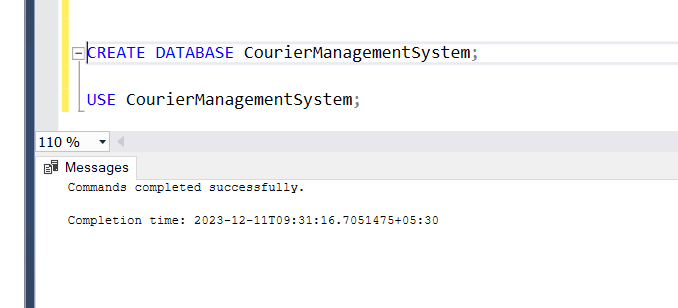 CREATE DATABASE CourierManagementSystem;
USE CourierManagementSystem;
110 %
Messages
Commands completed successfully.
Completion time: 2023-12-11T09:31:16.7051475+05:30